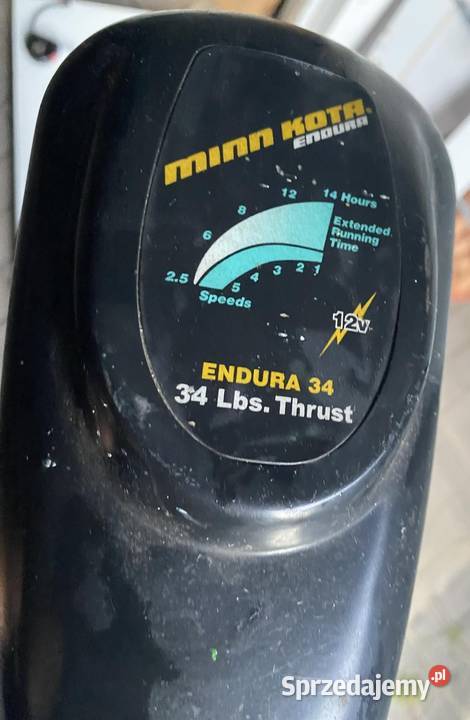 MINN KOTA®
ENDURA
12 14 Hours
8
Extended
Running
Time
6
2.5 5 4 3 2 1
Speeds
12v
ENDURA 34
34 Lbs. Thrust
Sprzedajemy.pl